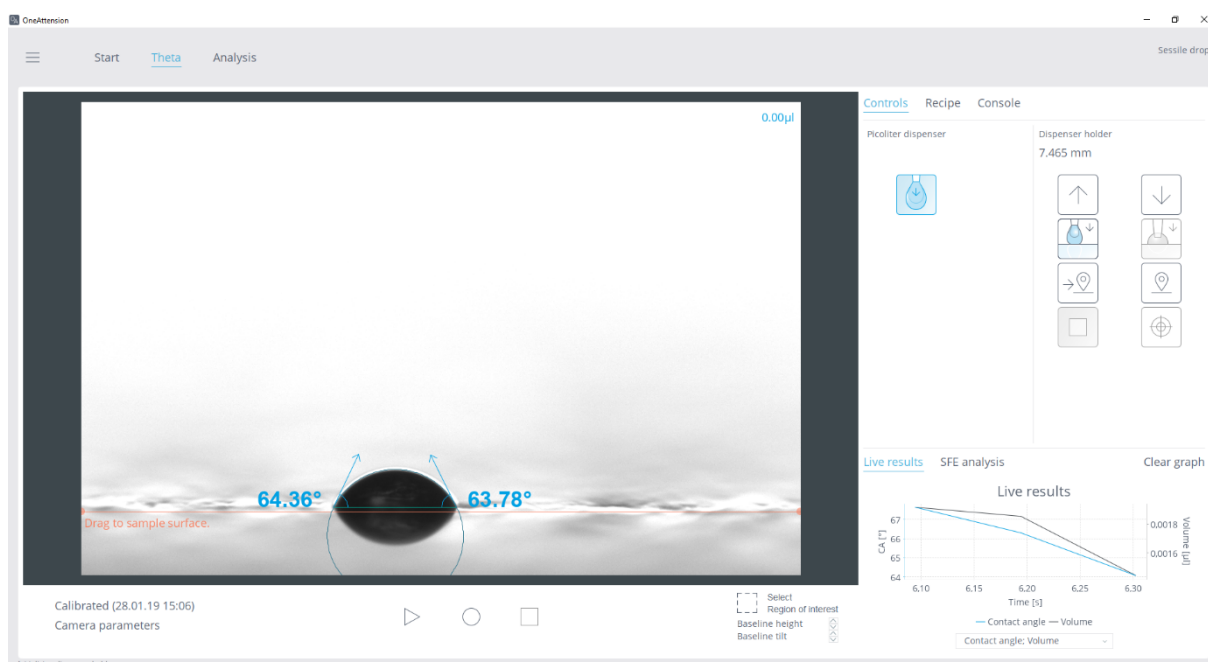 OneAttension
Start Theta Analysis
Sessile drop
0.00µl
64.36° 63.78°
Drag to sample surface.
Calibrated (28.01.19 15:06)
Camera parameters
Select
Region of interest
Baseline height
Baseline tilt
Controls Recipe Console
Picoliter dispenser
Dispenser holder
7.465 mm
Live results SFE analysis Clear graph
Live results
CA [°]
67
66
65
64
0,0018
0,0016
Volume [µl]
6,10 6,15 6,20 6,25 6,30
Time [s]
Contact angle Volume
Contact angle; Volume